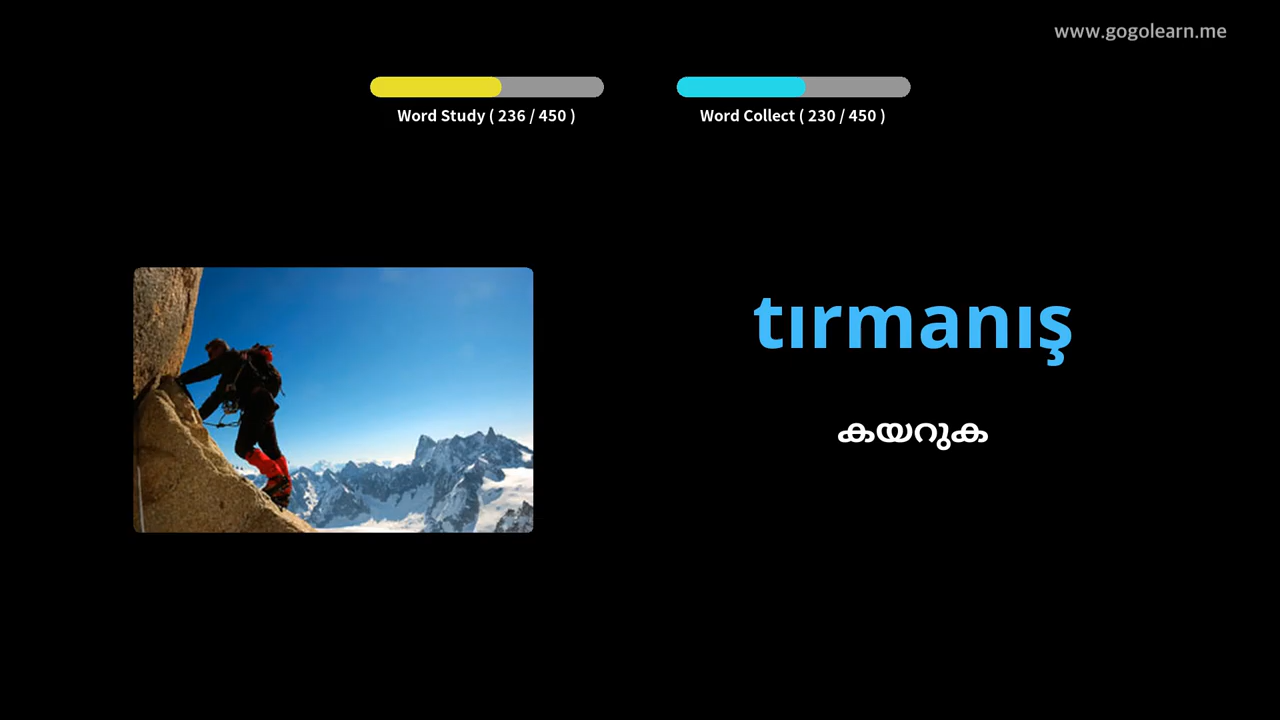 www.gogolearn.me
Word Study ( 236 / 450 )
Word Collect ( 230 / 450 )
tırmanış
കയറുക